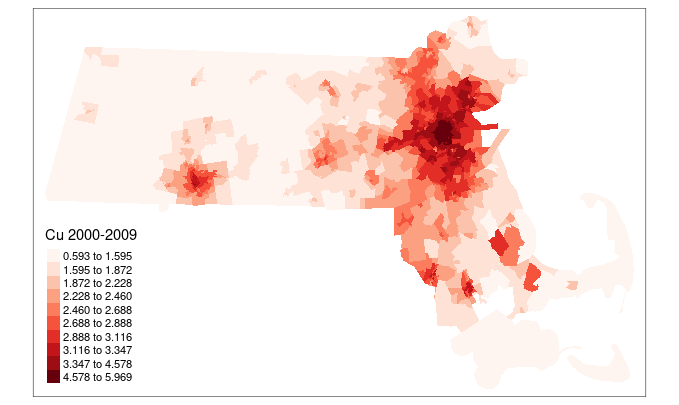 Cu 2000-2009
0.593 to 1.595
1.595 to 1.872
1.872 to 2.228
2.228 to 2.460
2.460 to 2.688
2.688 to 2.888
2.888 to 3.116
3.116 to 3.347
3.347 to 4.578
4.578 to 5.969